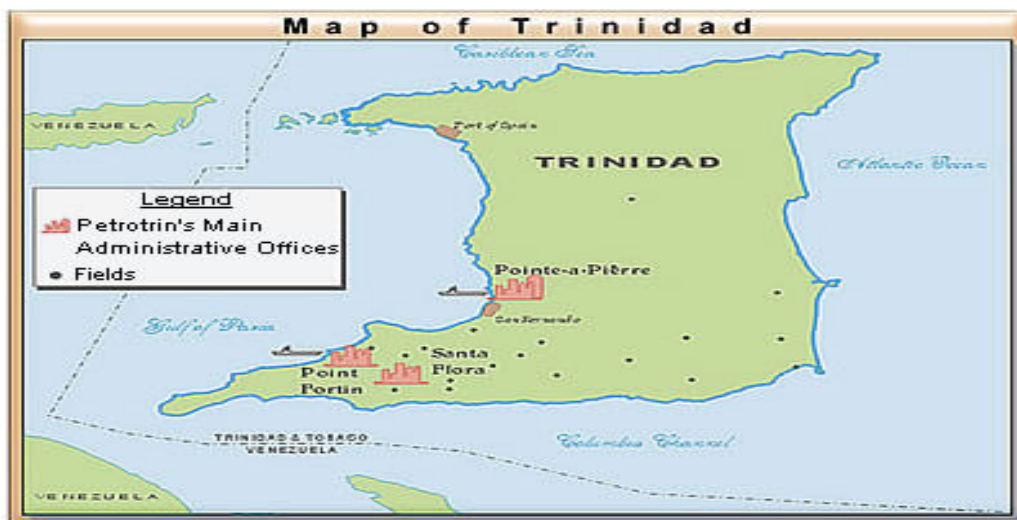 Map of Trinidad
Caribbean Sea
VENEZUELA
Port of Spain
TRINIDAD
Atlantic Ocean
Legend
Petrotrin's Main
Administrative Offices
Fields
Pointe-a-Pierre
San Fernando
Gulf of Paria
Santa
Flora
Point
Fortin
TRINIDAD & TOBAGO
VENEZUELA
Columbus Channel
VENEZUELA